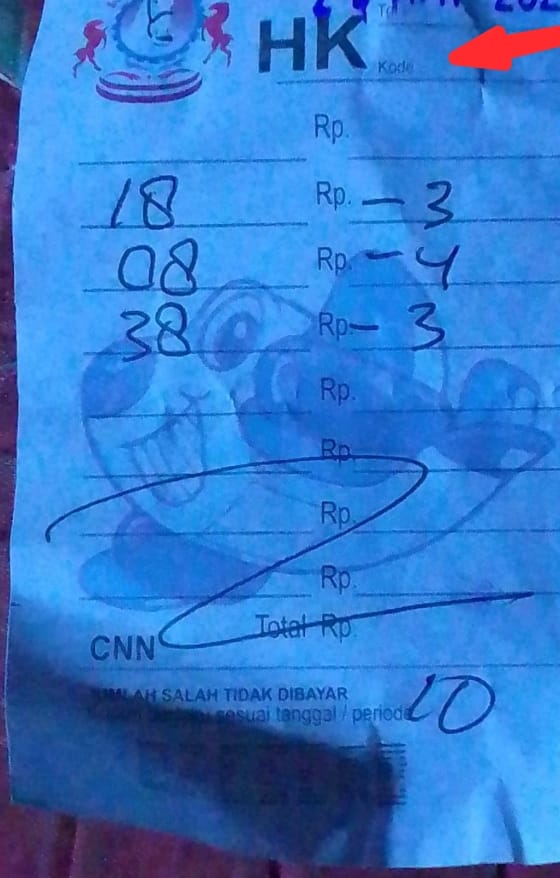 HK
Kode
Rp.
18 Rp. - 3
08 Rp. - 4
38 Rp - 3
Rp.
Rp.
Rp.
Rp.
Total Rp.
CNN
JUMLAH SALAH TIDAK DIBAYAR
sesuai tanggal / periode
10